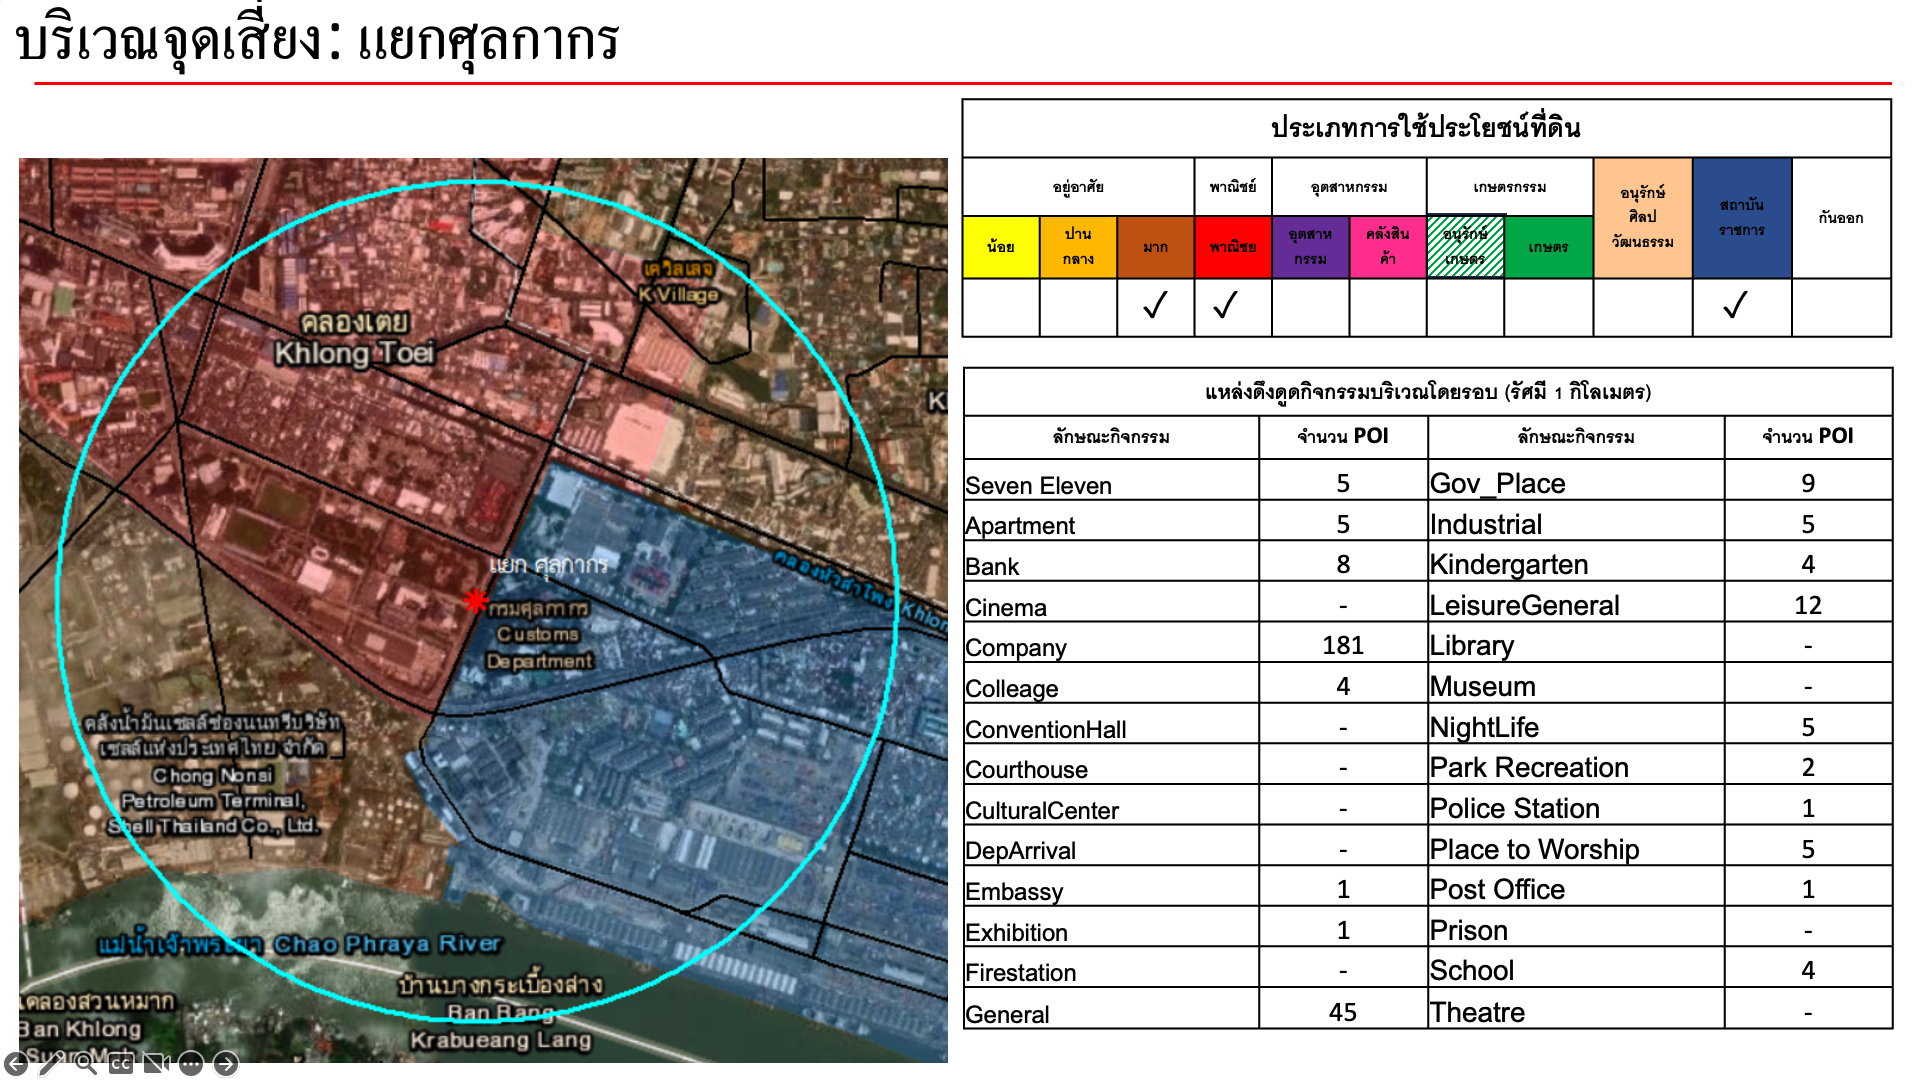 บริเวณจุดเสี่ยง: แยกศุลกากร
ประเภทการใช้ประโยชน์ที่ดิน
อยู่อาศัย พาณิชย์ อุตสาหกรรม เกษตรกรรม อนุรักษ์ศิลปวัฒนธรรม สถาบันราชการ กันออก
น้อย ปานกลาง มาก พาณิชย อุตสาหกรรม คลังสินค้า อนุรักษ์เกษตร เกษตร
✓ ✓ ✓
แหล่งดึงดูดกิจกรรมบริเวณโดยรอบ (รัศมี 1 กิโลเมตร)
ลักษณะกิจกรรม จำนวน POI ลักษณะกิจกรรม จำนวน POI
Seven Eleven 5 Gov_Place 9
Apartment 5 Industrial 5
Bank 8 Kindergarten 4
Cinema - LeisureGeneral 12
Company 181 Library -
Colleage 4 Museum -
ConventionHall - NightLife 5
Courthouse - Park Recreation 2
CulturalCenter - Police Station 1
DepArrival - Place to Worship 5
Embassy 1 Post Office 1
Exhibition 1 Prison -
Firestation - School 4
General 45 Theatre -
เควิลเลจ
K Village
คลองเตย
Khlong Toei
K
แยก ศุลกากร
กรมศุลกากร
Customs
Department
คลองหัวลำโพง Khlon
คลังน้ำมันเชลล์ช่องนนทรีบริษัท
เชลล์แห่งประเทศไทย จำกัด
Chong Nonsi
Petroleum Terminal,
Shell Thailand Co., Ltd.
แม่น้ำเจ้าพระยา Chao Phraya River
บ้านบางกระเบื้องล่าง
Ban Bang
Krabueang Lang
คลองสวนหมาก
Ban Khlong
Suan Mak
CC